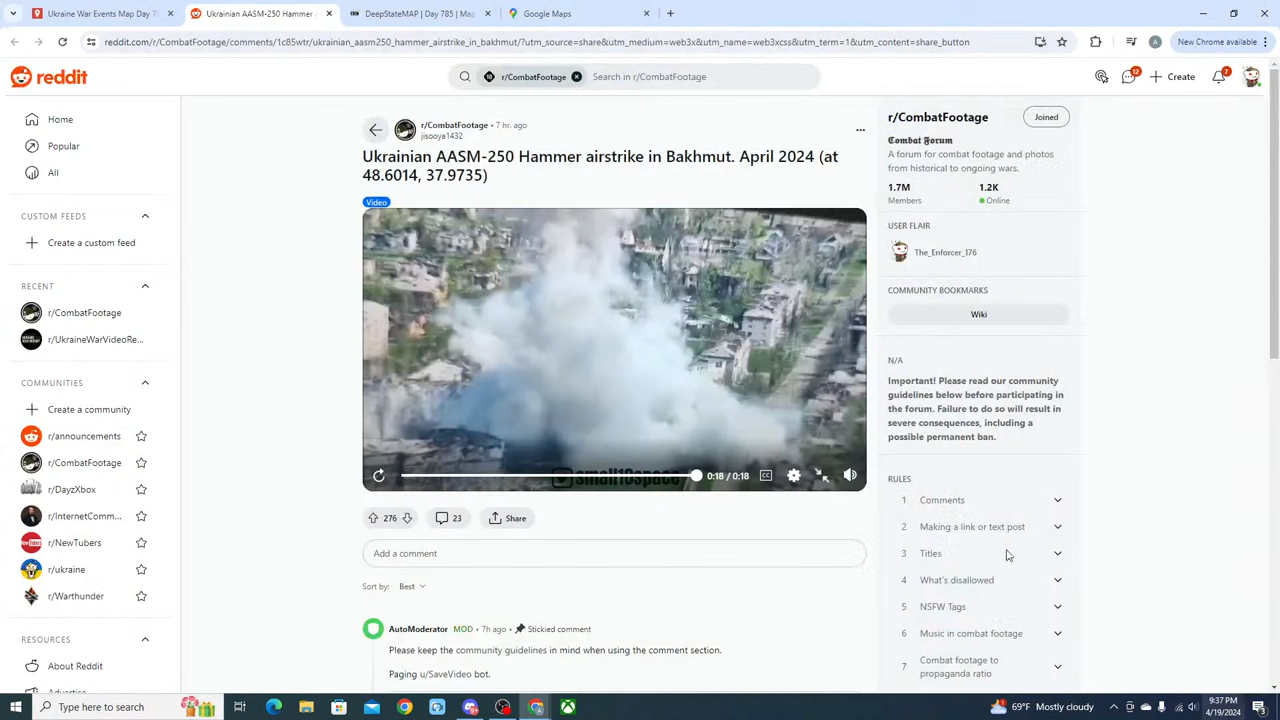 Ukraine War Events Map Day 7
Ukrainian AASM-250 Hammer
DeepStateMAP | Day 785 | Map
Google Maps
reddit.com/r/CombatFootage/comments/1c85wtr/ukrainian_aasm250_hammer_airstrike_in_bakhmut/?utm_source=share&utm_medium=web3x&utm_name=web3xcss&utm_term=1&utm_content=share_button
New Chrome available
reddit
r/CombatFootage
Search in r/CombatFootage
12
Create
7
Home
Popular
All
CUSTOM FEEDS
Create a custom feed
RECENT
r/CombatFootage
r/UkraineWarVideoRe...
COMMUNITIES
Create a community
r/announcements
r/CombatFootage
r/DayzXbox
r/InternetComm...
r/NewTubers
r/ukraine
r/Warthunder
RESOURCES
About Reddit
Advertise
r/CombatFootage • 7 hr. ago
jisooya1432
Ukrainian AASM-250 Hammer airstrike in Bakhmut. April 2024 (at
48.6014, 37.9735)
Video
small10space
0:18 / 0:18
CC
276
23
Share
Add a comment
Sort by: Best
AutoModerator MOD • 7h ago • Stickied comment
Please keep the community guidelines in mind when using the comment section.
Paging u/SaveVideo bot.
r/CombatFootage
Joined
Combat Forum
A forum for combat footage and photos
from historical to ongoing wars.
1.7M
1.2K
Members
Online
USER FLAIR
The_Enforcer_176
COMMUNITY BOOKMARKS
Wiki
N/A
Important! Please read our community
guidelines below before participating in
the forum. Failure to do so will result in
severe consequences, including a
possible permanent ban.
RULES
1 Comments
2 Making a link or text post
3 Titles
4 What's disallowed
5 NSFW Tags
6 Music in combat footage
7 Combat footage to
propaganda ratio
Type here to search
69°F Mostly cloudy
9:37 PM
4/19/2024